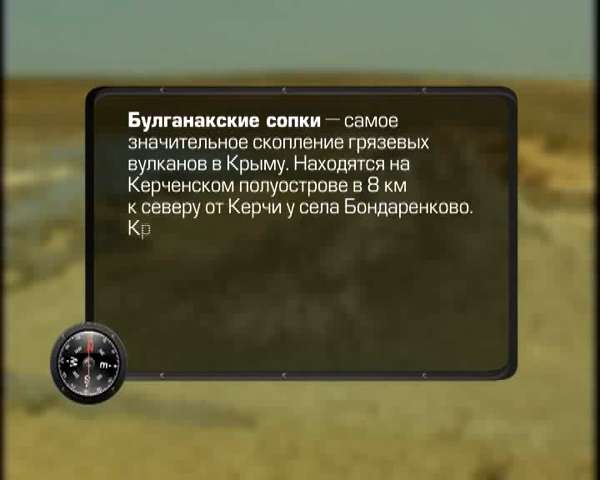 Булганакские сопки — самое
значительное скопление грязевых
вулканов в Крыму. Находятся на
Керченском полуострове в 8 км
к северу от Керчи у села Бондаренково.
Кр
N
W
E
S